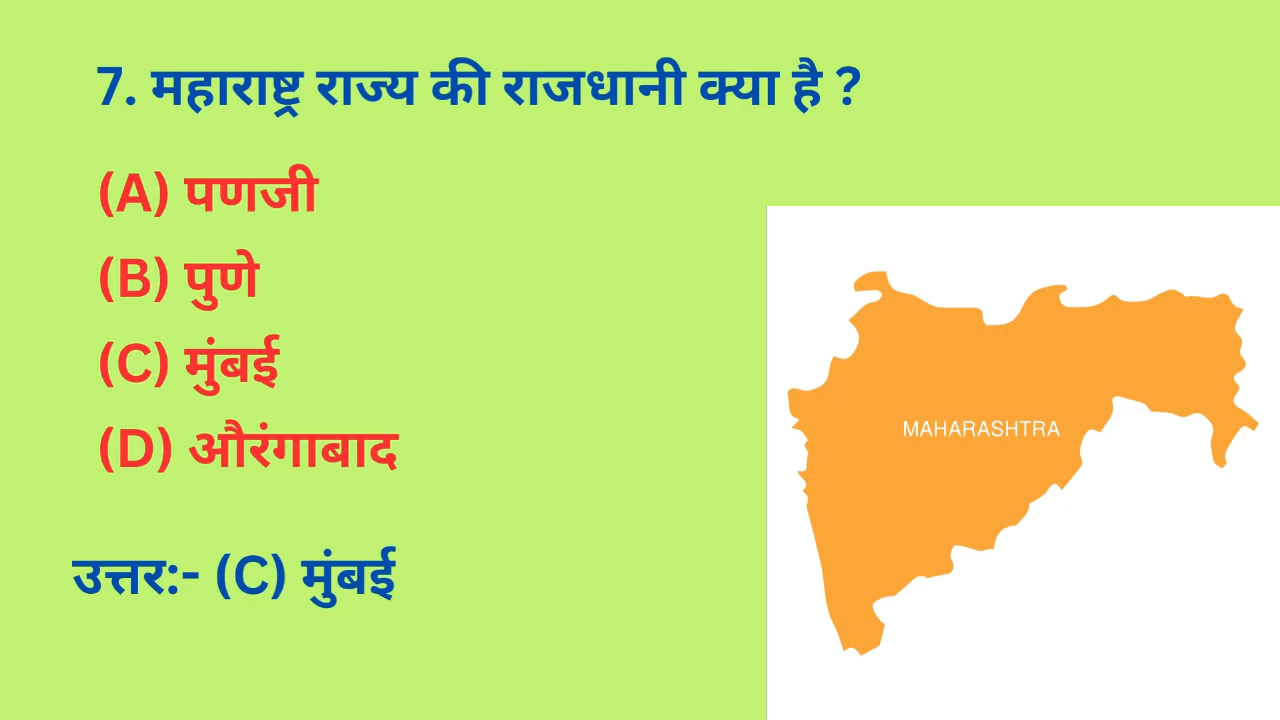 7. महाराष्ट्र राज्य की राजधानी क्या है ?
(A) पणजी
(B) पुणे
(C) मुंबई
(D) औरंगाबाद
MAHARASHTRA
उत्तर:- (C) मुंबई